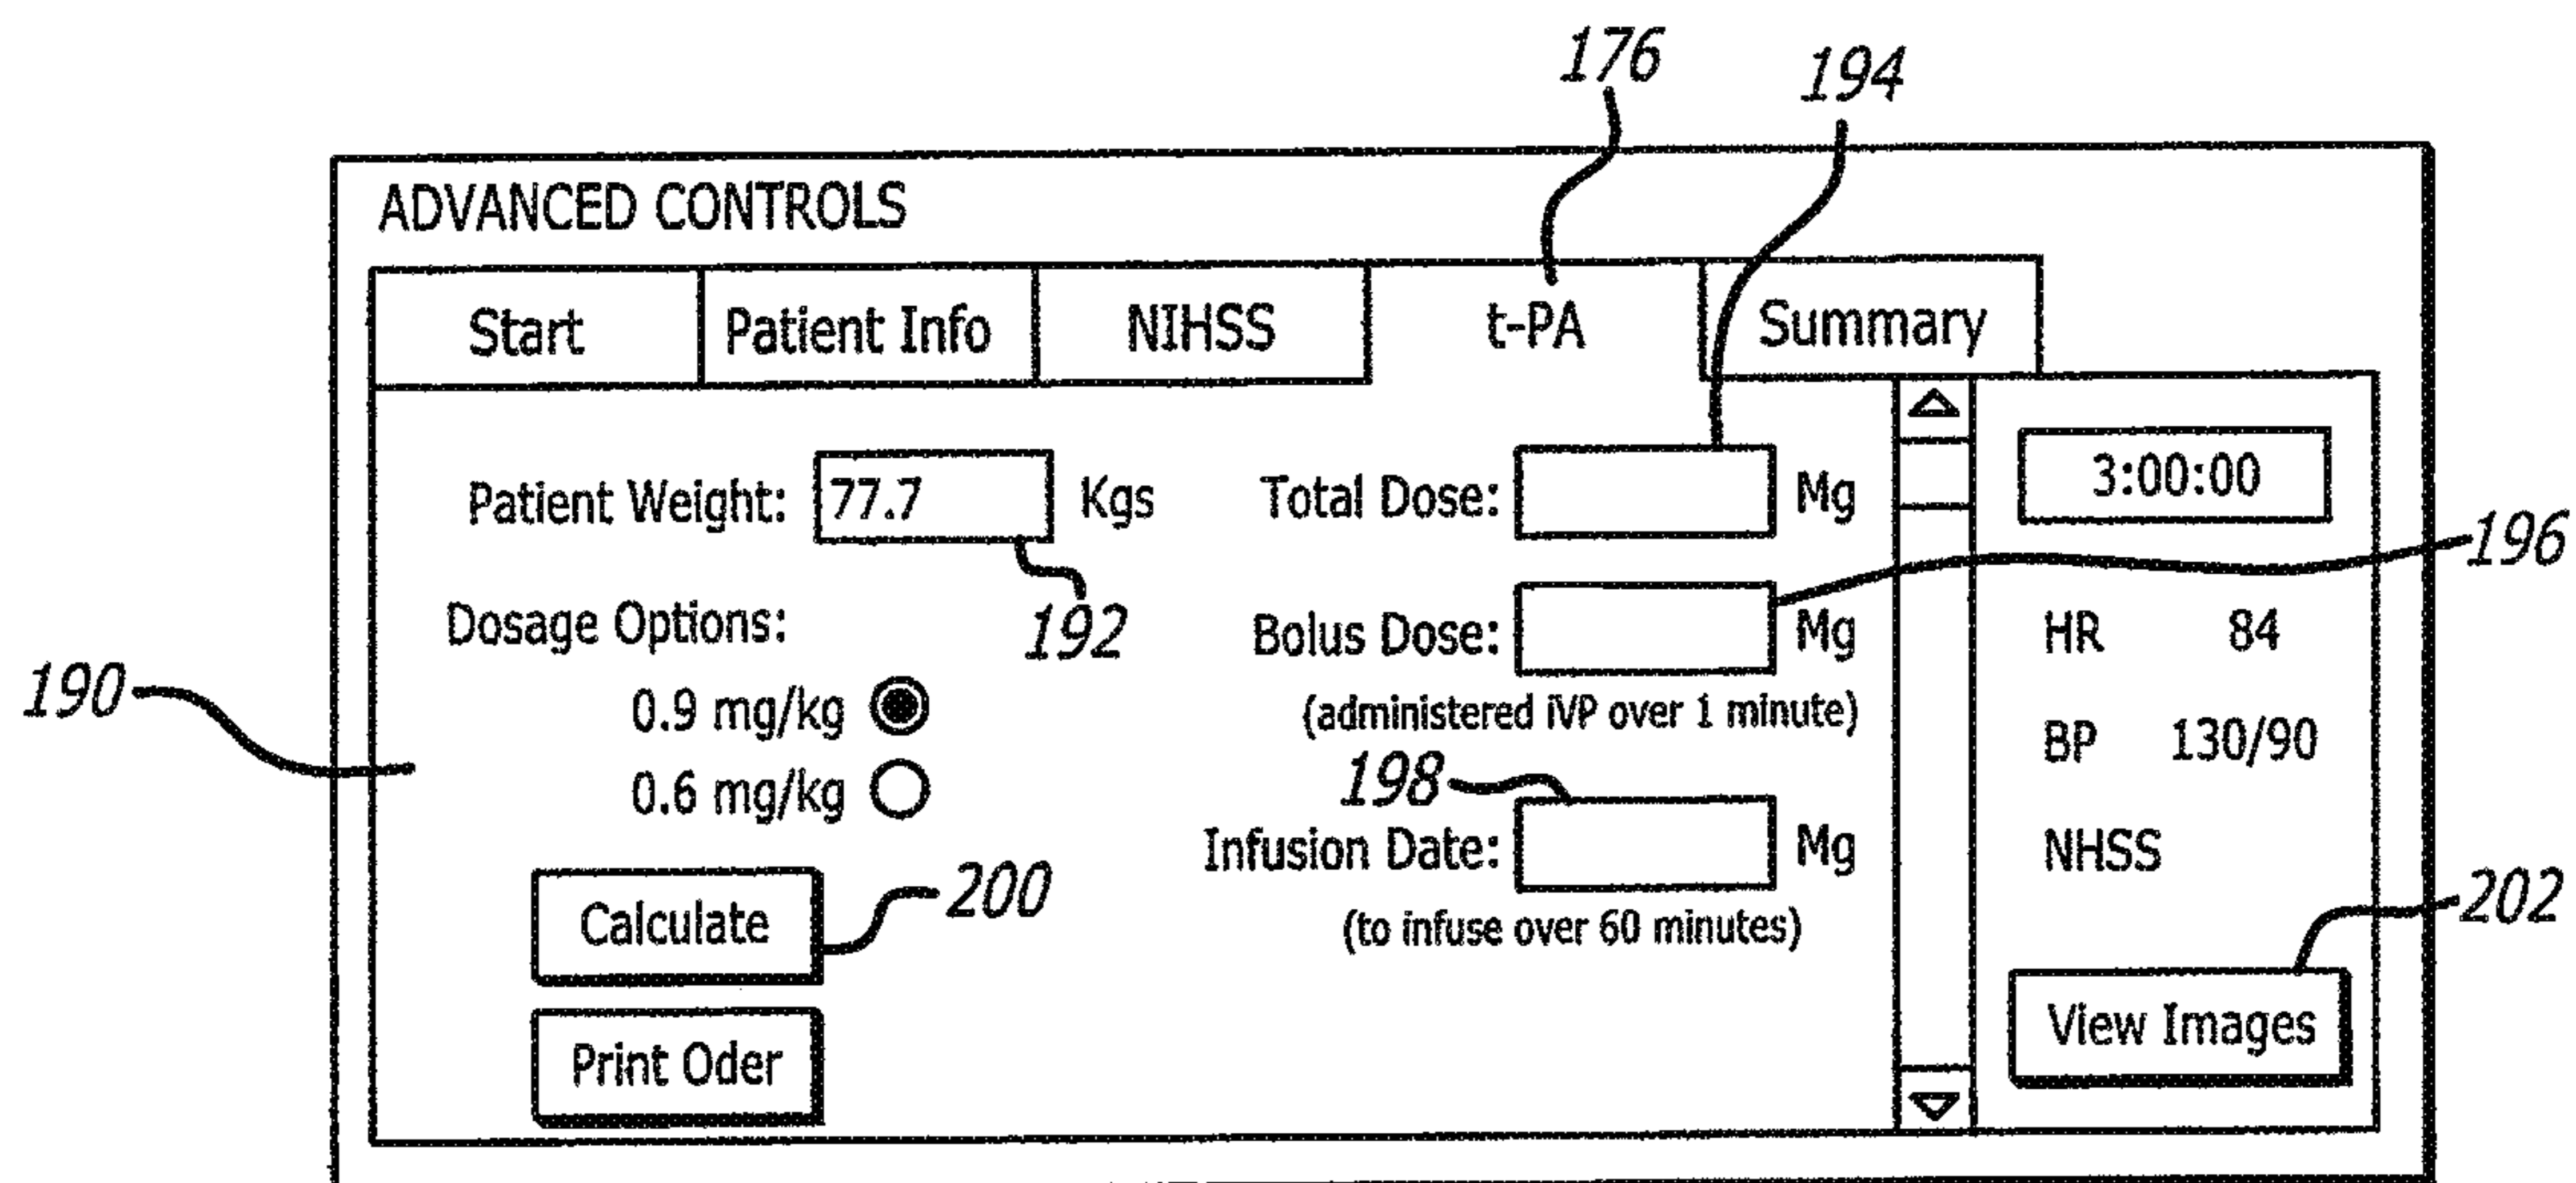 176
194
ADVANCED CONTROLS
Start Patient Info NIHSS t-PA Summary
Patient Weight: 77.7 Kgs
192
Dosage Options:
0.9 mg/kg
0.6 mg/kg
190
Calculate
200
Print Oder
Total Dose: Mg
Bolus Dose: Mg
196
(administered iVP over 1 minute)
198
Infusion Date: Mg
(to infuse over 60 minutes)
3:00:00
HR 84
BP 130/90
NHSS
202
View Images